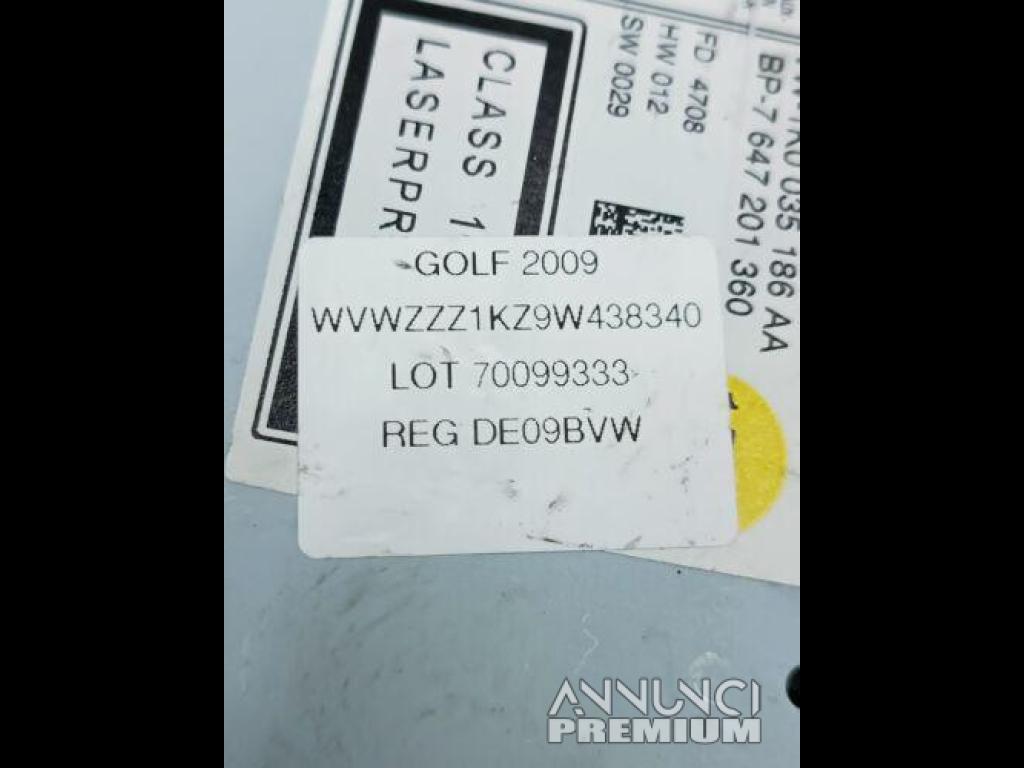 CLASS 1
LASERPR
FD 4708
HW 012
SW 0029
035 186 AA
BP-7 647 201 360
GOLF 2009
WVWZZZ1KZ9W438340
LOT 70099333
REG DE09BVW
ANNUNCI
PREMIUM